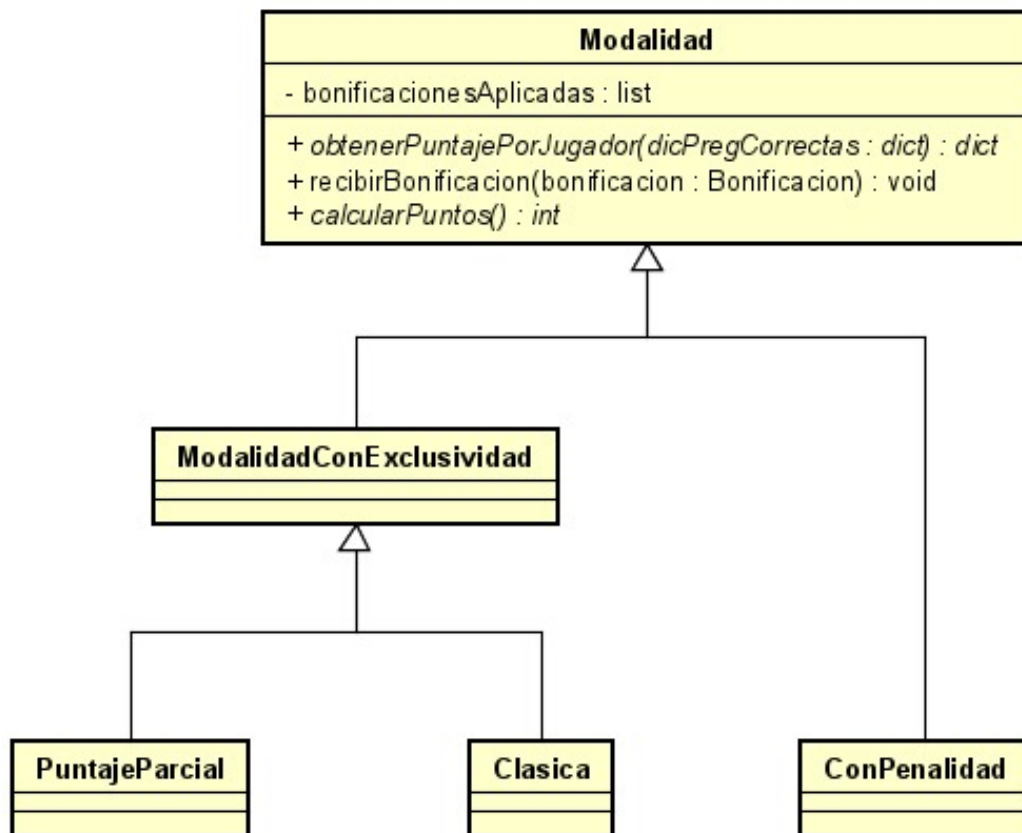 Modalidad
- bonificacionesAplicadas : list
+ obtenerPuntajePorJugador(dicPregCorrectas : dict) : dict
+ recibirBonificacion(bonificacion : Bonificacion) : void
+ calcularPuntos() : int
ModalidadConExclusividad
PuntajeParcial
Clasica
ConPenalidad